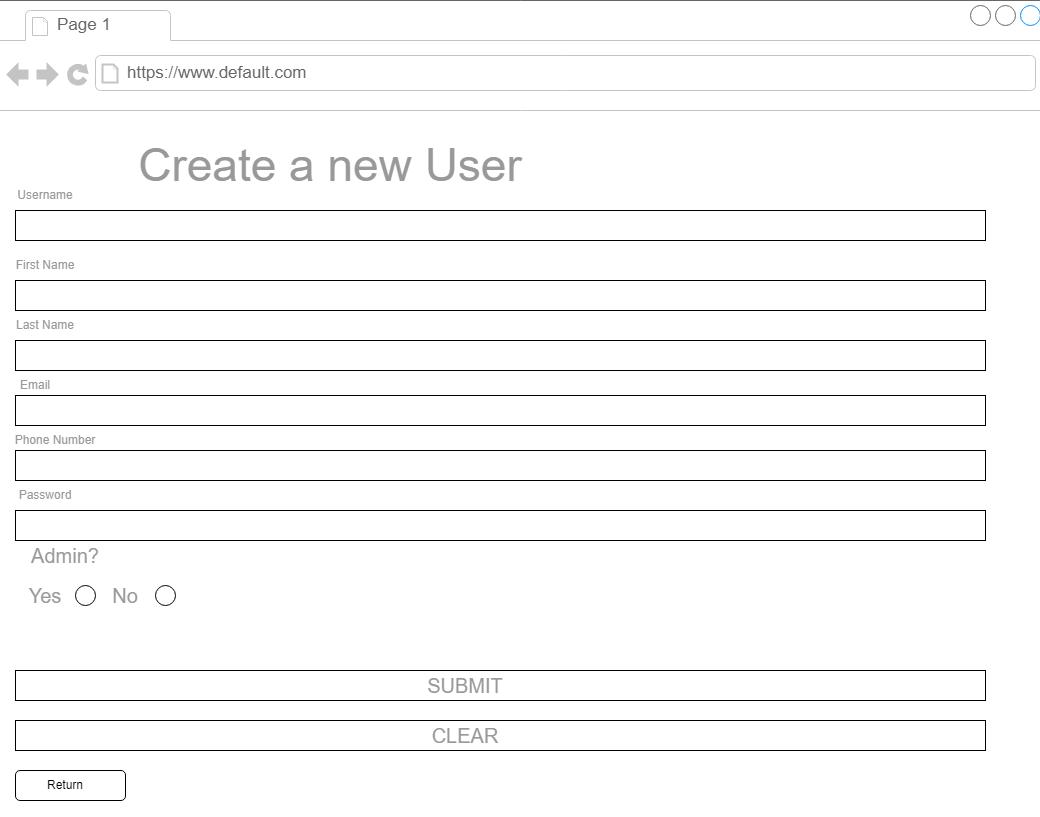 Page 1
https://www.default.com
Create a new User
Username
First Name
Last Name
Email
Phone Number
Password
Admin?
Yes No
SUBMIT
CLEAR
Return